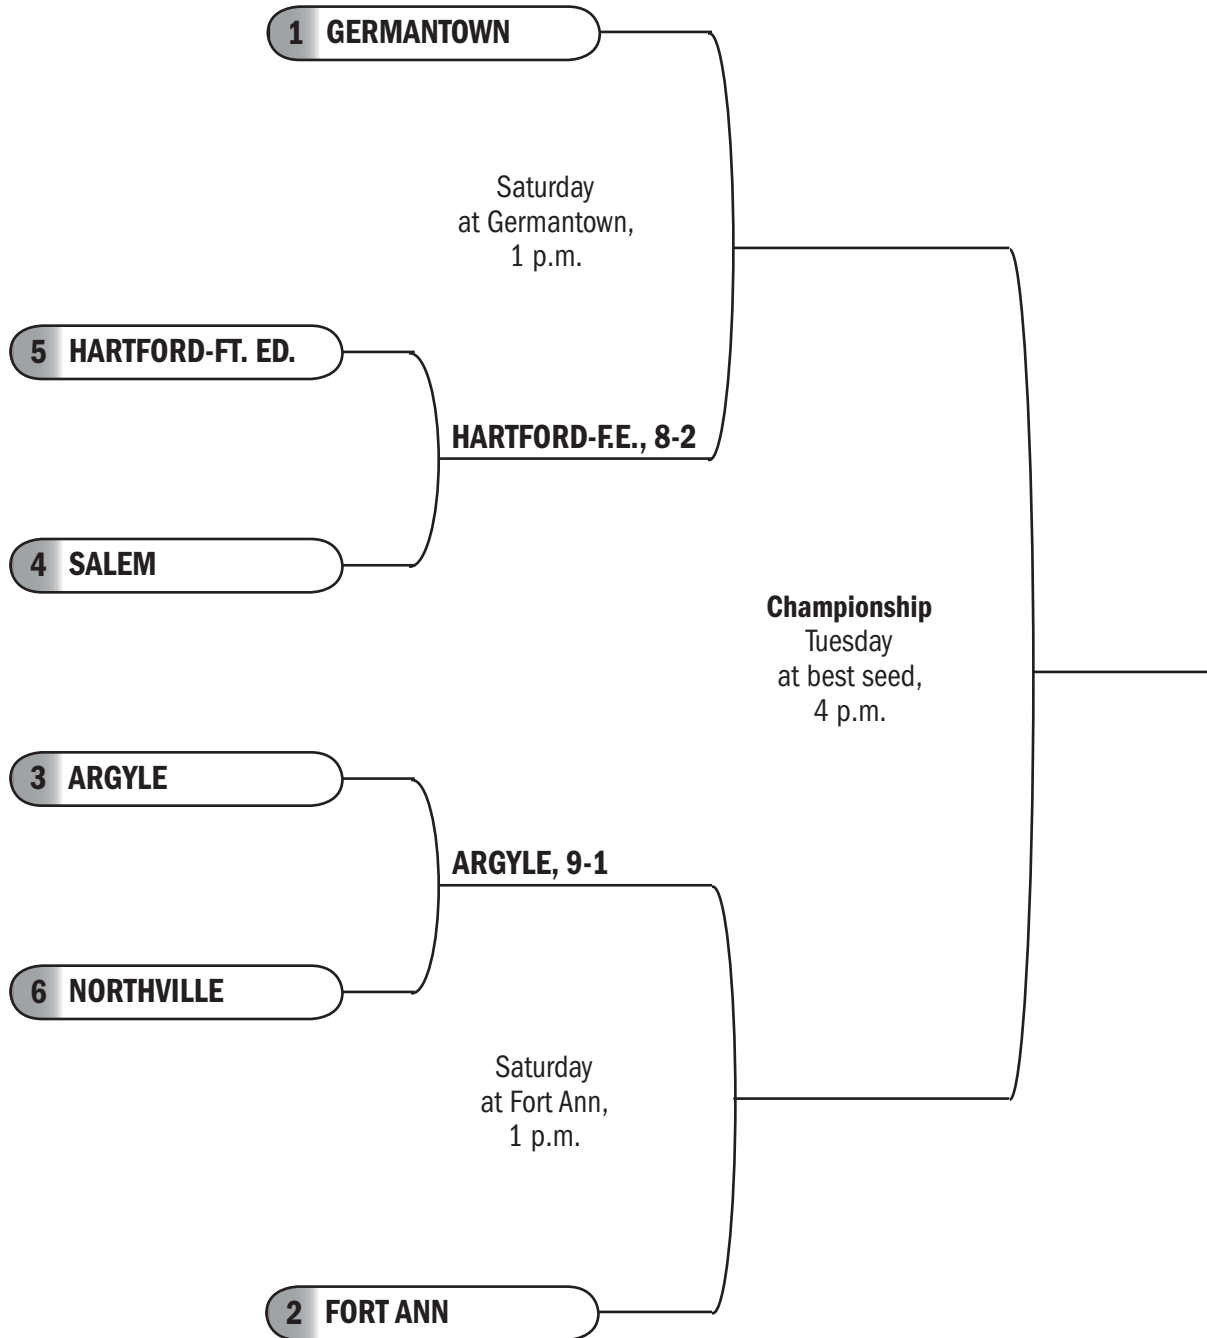 1 GERMANTOWN
Saturday
at Germantown,
1 p.m.
5 HARTFORD-FT. ED.
HARTFORD-F.E., 8-2
4 SALEM
Championship
Tuesday
at best seed,
4 p.m.
3 ARGYLE
ARGYLE, 9-1
6 NORTHVILLE
Saturday
at Fort Ann,
1 p.m.
2 FORT ANN